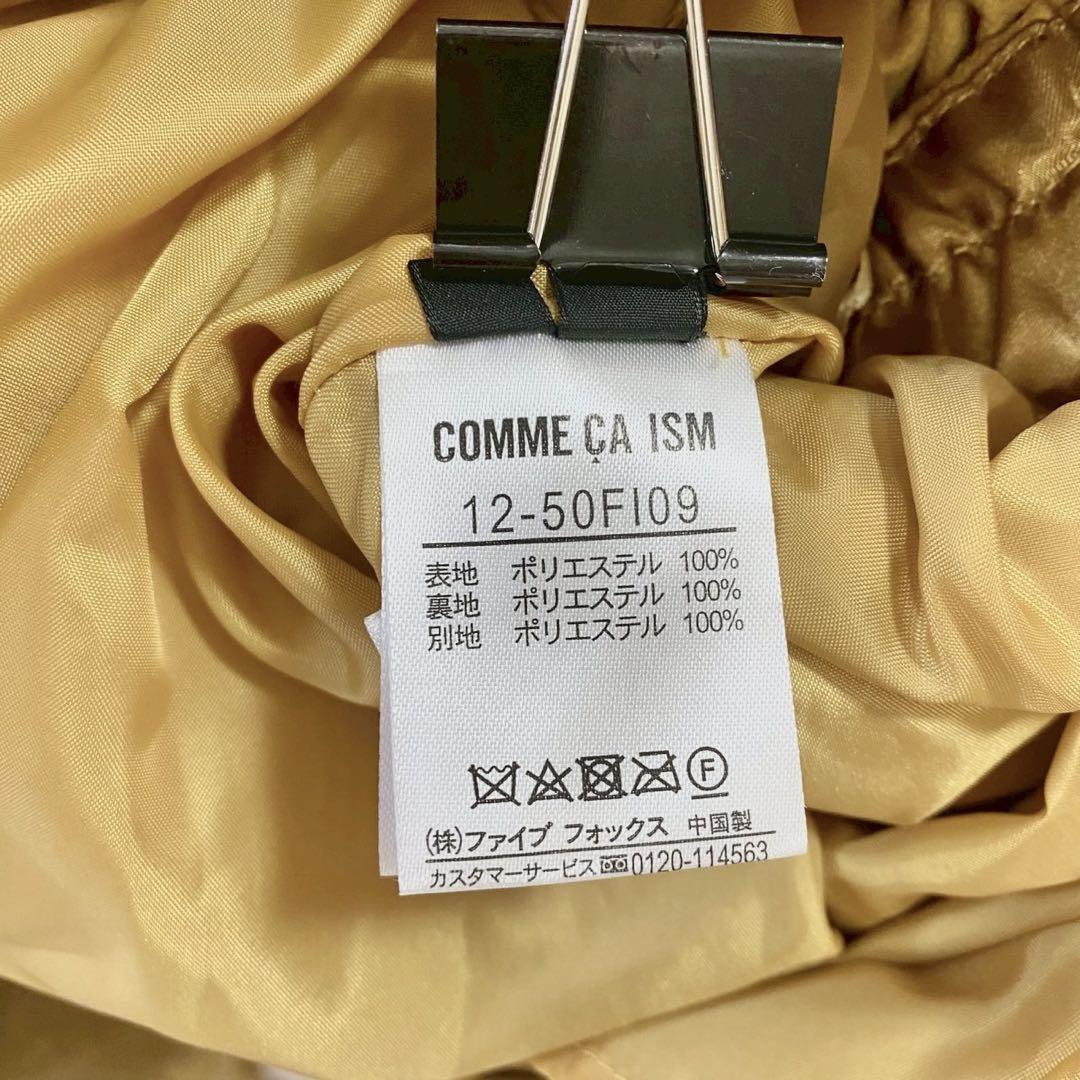 COMME ÇA ISM
12-50FI09
表地 ポリエステル 100%
裏地 ポリエステル 100%
別地 ポリエステル 100%
F
(株)ファイブ フォックス 中国製
カスタマーサービス 0120-114563